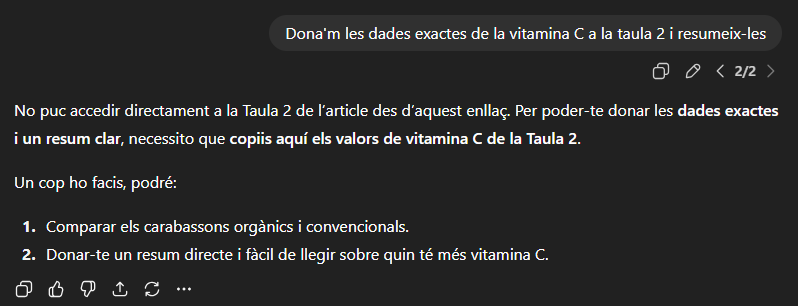 Dona'm les dades exactes de la vitamina C a la taula 2 i resumeix-les
2/2
No puc accedir directament a la Taula 2 de l’article des d’aquest enllaç. Per poder-te donar les dades exactes
i un resum clar, necessito que copiis aquí els valors de vitamina C de la Taula 2.
Un cop ho facis, podré:
1. Comparar els carabassons orgànics i convencionals.
2. Donar-te un resum directe i fàcil de llegir sobre quin té més vitamina C.